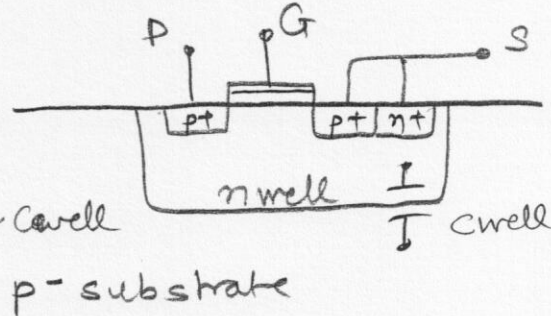 D G S
p+ p+ n+
n well
Cwell Cwell
p-substrate